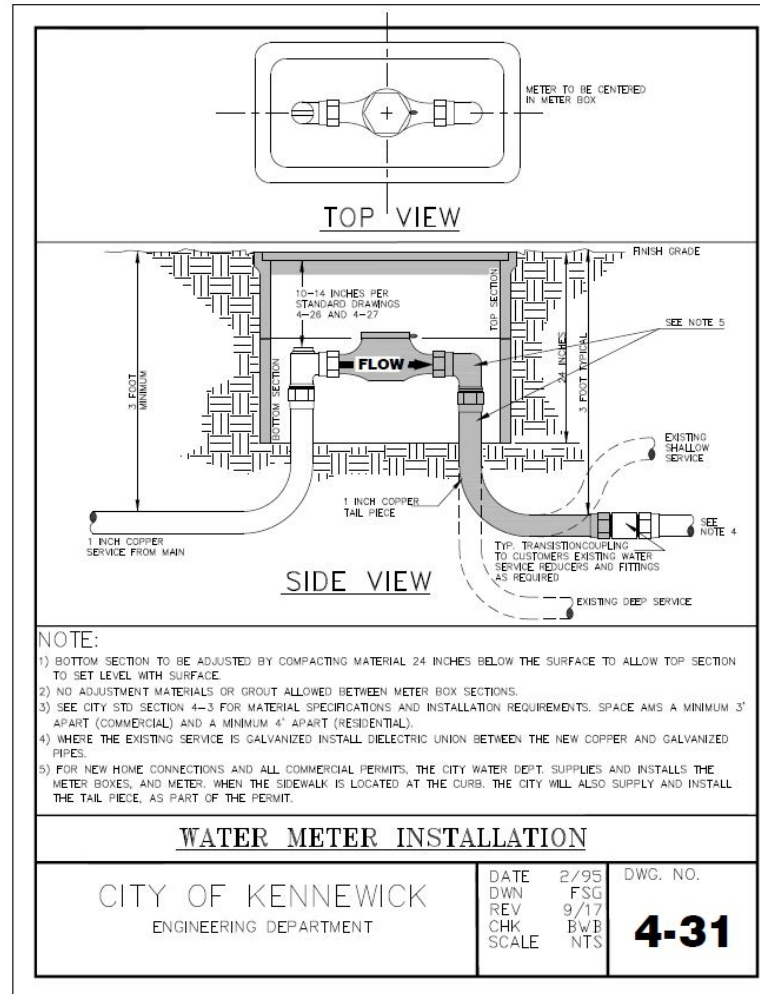 METER TO BE CENTERED
IN METER BOX
TOP VIEW
FINISH GRADE
10-14 INCHES PER
STANDARD DRAWINGS
4-26 AND 4-27
TOP SECTION
SEE NOTE 5
3 FOOT
MINIMUM
BOTTOM SECTION
FLOW
24 INCHES
3 FOOT TYPICAL
EXISTING
SHALLOW
SERVICE
1 INCH COPPER
TAIL PIECE
SEE
NOTE 4
1 INCH COPPER
SERVICE FROM MAIN
TYP. TRANSISTIONCOUPLING
TO CUSTOMERS EXISTING WATER
SERVICE REDUCERS AND FITTINGS
AS REQUIRED
SIDE VIEW
EXISTING DEEP SERVICE
NOTE:
1) BOTTOM SECTION TO BE ADJUSTED BY COMPACTING MATERIAL 24 INCHES BELOW THE SURFACE TO ALLOW TOP SECTION
TO SET LEVEL WITH SURFACE.
2) NO ADJUSTMENT MATERIALS OR GROUT ALLOWED BETWEEN METER BOX SECTIONS.
3) SEE CITY STD SECTION 4-3 FOR MATERIAL SPECIFICATIONS AND INSTALLATION REQUIREMENTS. SPACE AMS A MINIMUM 3'
APART (COMMERCIAL) AND A MINIMUM 4' APART (RESIDENTIAL).
4) WHERE THE EXISTING SERVICE IS GALVANIZED INSTALL DIELECTRIC UNION BETWEEN THE NEW COPPER AND GALVANIZED
PIPES.
5) FOR NEW HOME CONNECTIONS AND ALL COMMERCIAL PERMITS, THE CITY WATER DEPT. SUPPLIES AND INSTALLS THE
METER BOXES, AND METER. WHEN THE SIDEWALK IS LOCATED AT THE CURB. THE CITY WILL ALSO SUPPLY AND INSTALL
THE TAIL PIECE, AS PART OF THE PERMIT.
WATER METER INSTALLATION
CITY OF KENNEWICK
ENGINEERING DEPARTMENT
DATE 2/95
DWN FSG
REV 9/17
CHK BWB
SCALE NTS
DWG. NO.
4-31